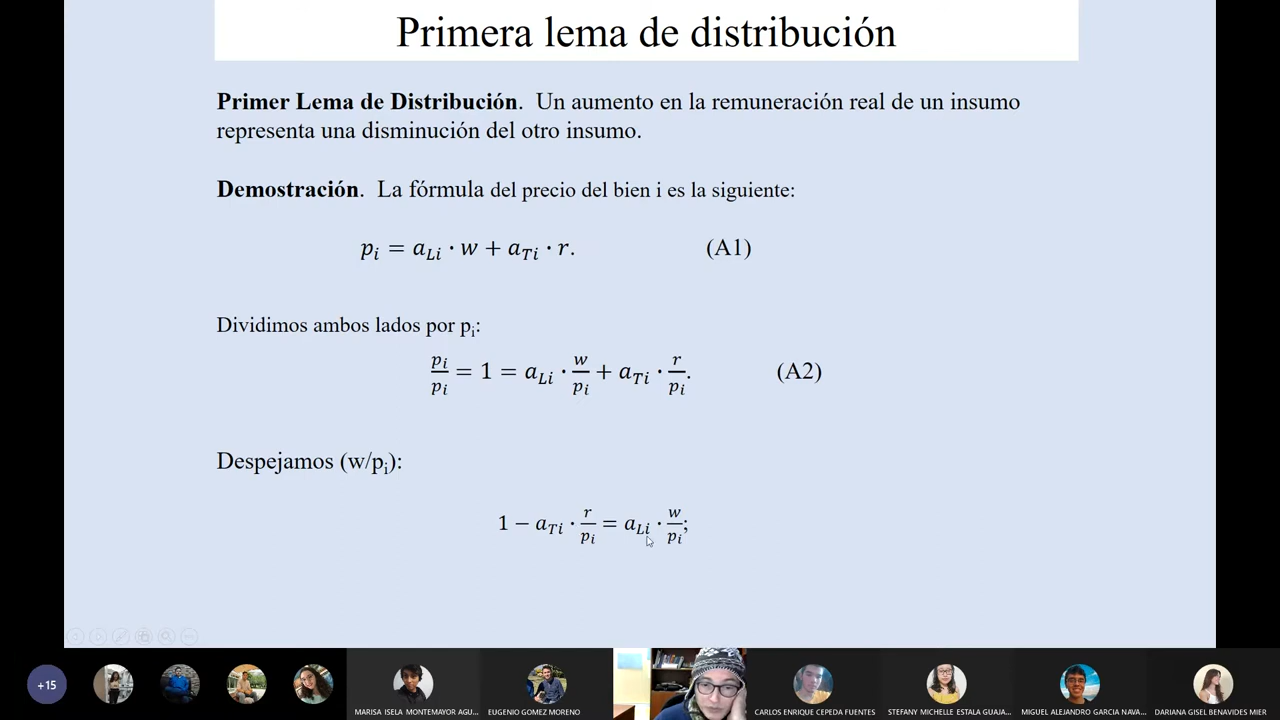 Primera lema de distribución
Primer Lema de Distribución. Un aumento en la remuneración real de un insumo
representa una disminución del otro insumo.
Demostración. La fórmula del precio del bien i es la siguiente:
pᵢ = a_{Li} · w + a_{Ti} · r. (A1)
Dividimos ambos lados por pᵢ:
pᵢ/pᵢ = 1 = a_{Li} · w/pᵢ + a_{Ti} · r/pᵢ. (A2)
Despejamos (w/pᵢ):
1 − a_{Ti} · r/pᵢ = a_{Li} · w/pᵢ;
+15
MARISA ISELA MONTEMAYOR AGU...
EUGENIO GOMEZ MORENO
CARLOS ENRIQUE CEPEDA FUENTES
STEFANY MICHELLE ESTALA GUAJA...
MIGUEL ALEJANDRO GARCIA NAVA...
DARIANA GISEL BENAVIDES MIER